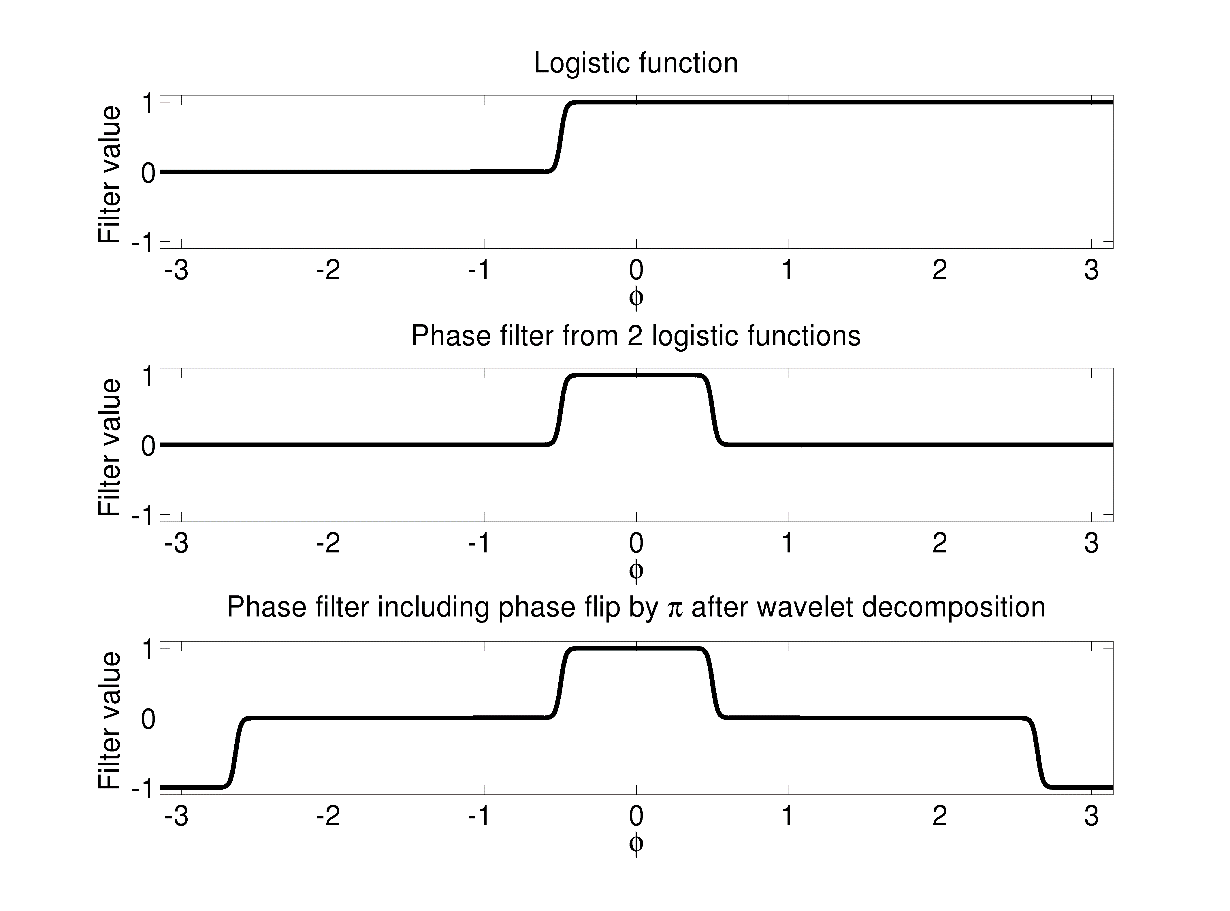 Logistic function
Filter value
1
0
-1
-3 -2 -1 0 1 2 3
ϕ
Phase filter from 2 logistic functions
Filter value
1
0
-1
-3 -2 -1 0 1 2 3
ϕ
Phase filter including phase flip by π after wavelet decomposition
Filter value
1
0
-1
-3 -2 -1 0 1 2 3
ϕ